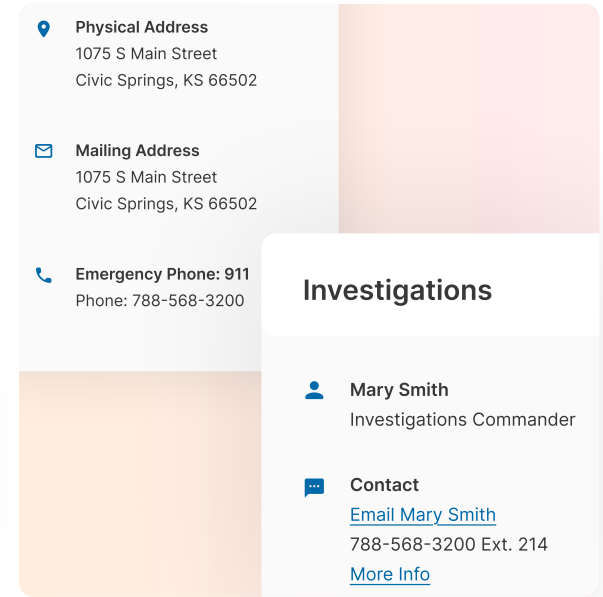 Physical Address
1075 S Main Street
Civic Springs, KS 66502
Mailing Address
1075 S Main Street
Civic Springs, KS 66502
Emergency Phone: 911
Phone: 788-568-3200
Investigations
Mary Smith
Investigations Commander
Contact
Email Mary Smith
788-568-3200 Ext. 214
More Info